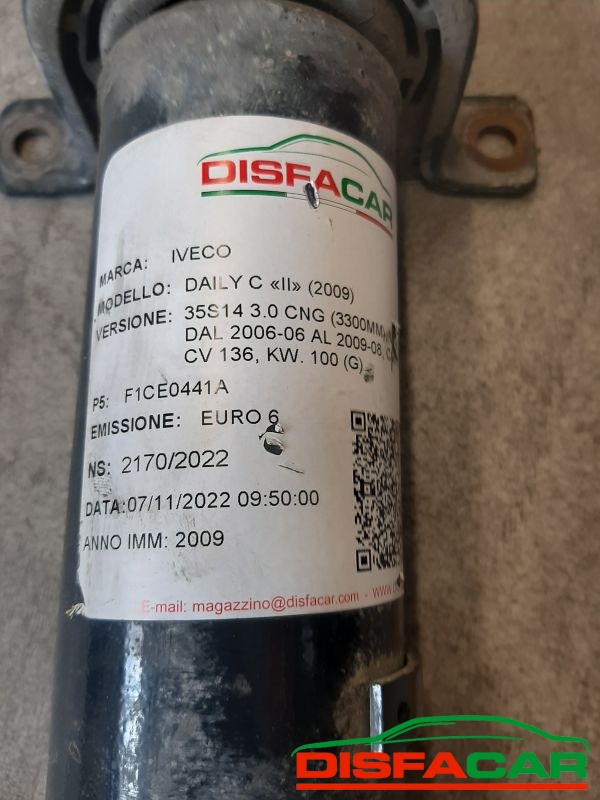 DISFACAR
MARCA: IVECO
MODELLO: DAILY C «II» (2009)
VERSIONE: 35S14 3.0 CNG (3300MM)
DAL 2006-06 AL 2009-08,
CV 136, KW. 100 (G)
P5: F1CE0441A
EMISSIONE: EURO 6
NS: 2170/2022
DATA:07/11/2022 09:50:00
ANNO IMM: 2009
E-mail: magazzino@disfacar.com -
DISFACAR